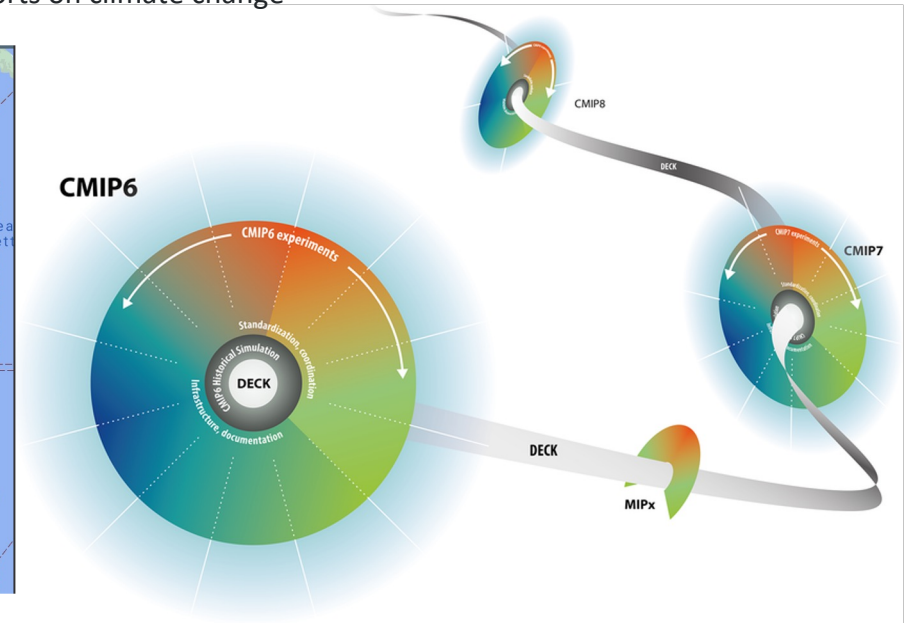 orts on climate change
CMIP8
DECK
CMIP6
CMIP7 experiments
CMIP7
CMIP6 experiments
Standardization, coordination
CMIP6 Historical Simulation
DECK
Infrastructure, documentation
DECK
MIPx